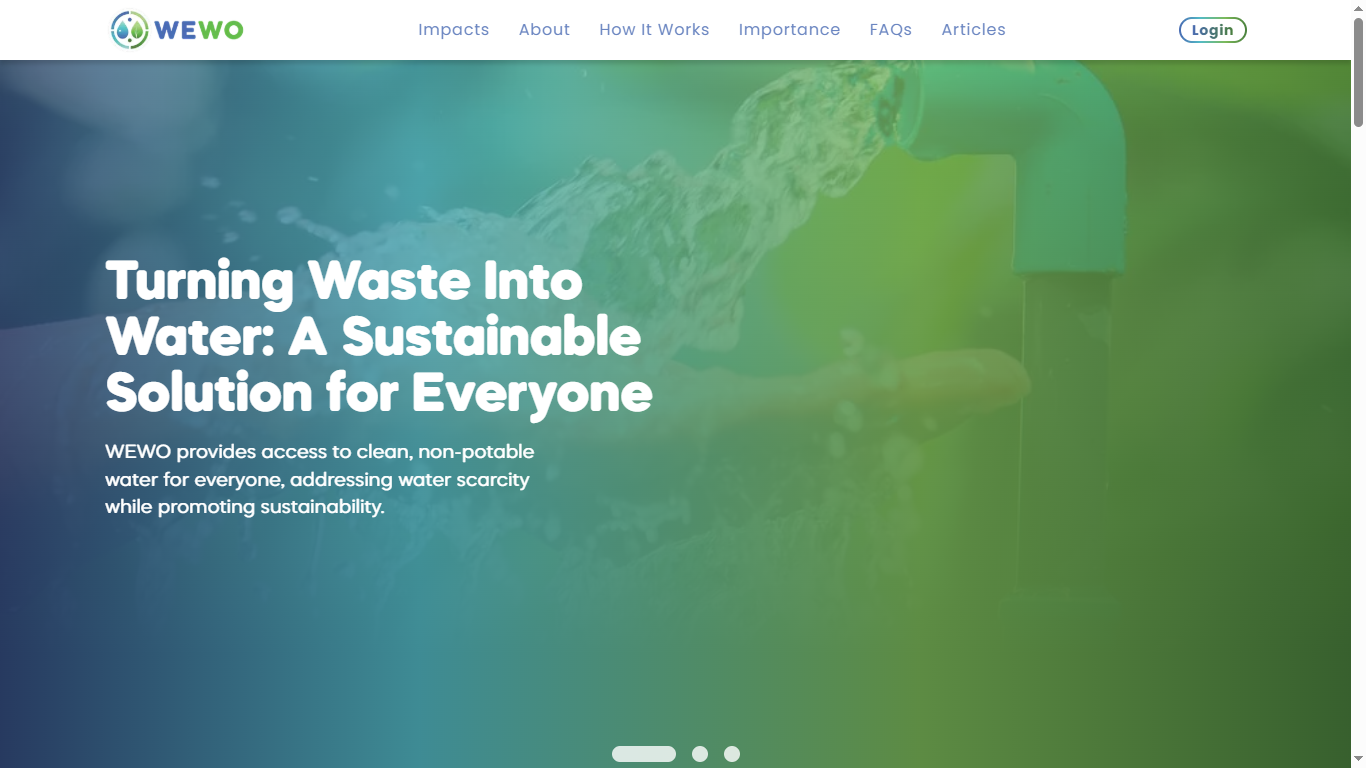 WEWO
Impacts
About
How It Works
Importance
FAQs
Articles
Login
Turning Waste Into
Water: A Sustainable
Solution for Everyone
WEWO provides access to clean, non-potable
water for everyone, addressing water scarcity
while promoting sustainability.